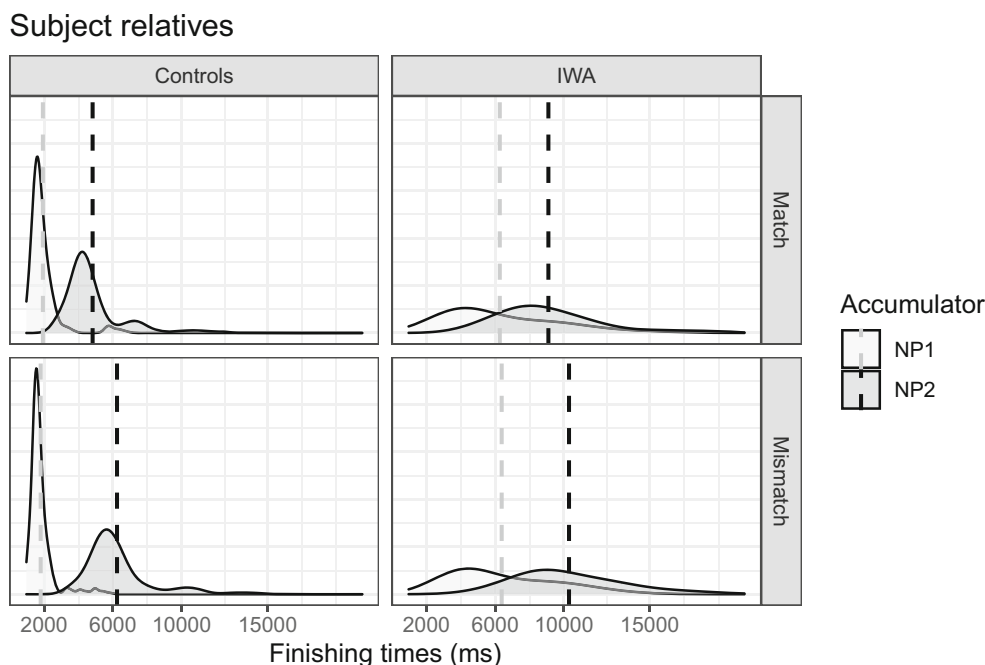 Subject relatives
Controls
IWA
Match
Mismatch
Accumulator
NP1
NP2
2000 6000 10000 15000
2000 6000 10000 15000
Finishing times (ms)